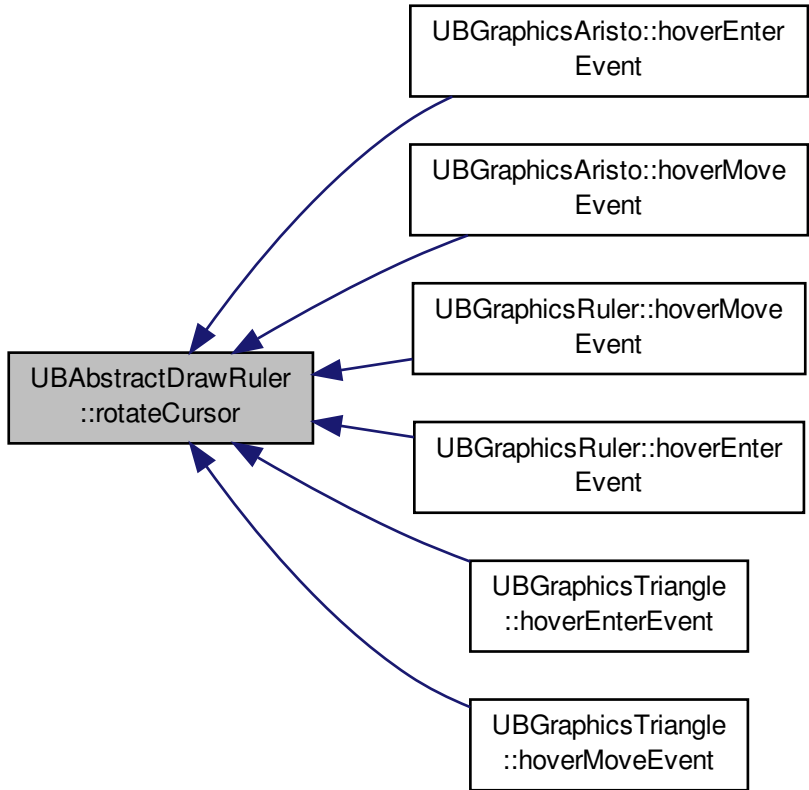 UBGraphicsAristo::hoverEnter
Event
UBGraphicsAristo::hoverMove
Event
UBGraphicsRuler::hoverMove
Event
UBAbstractDrawRuler
::rotateCursor
UBGraphicsRuler::hoverEnter
Event
UBGraphicsTriangle
::hoverEnterEvent
UBGraphicsTriangle
::hoverMoveEvent